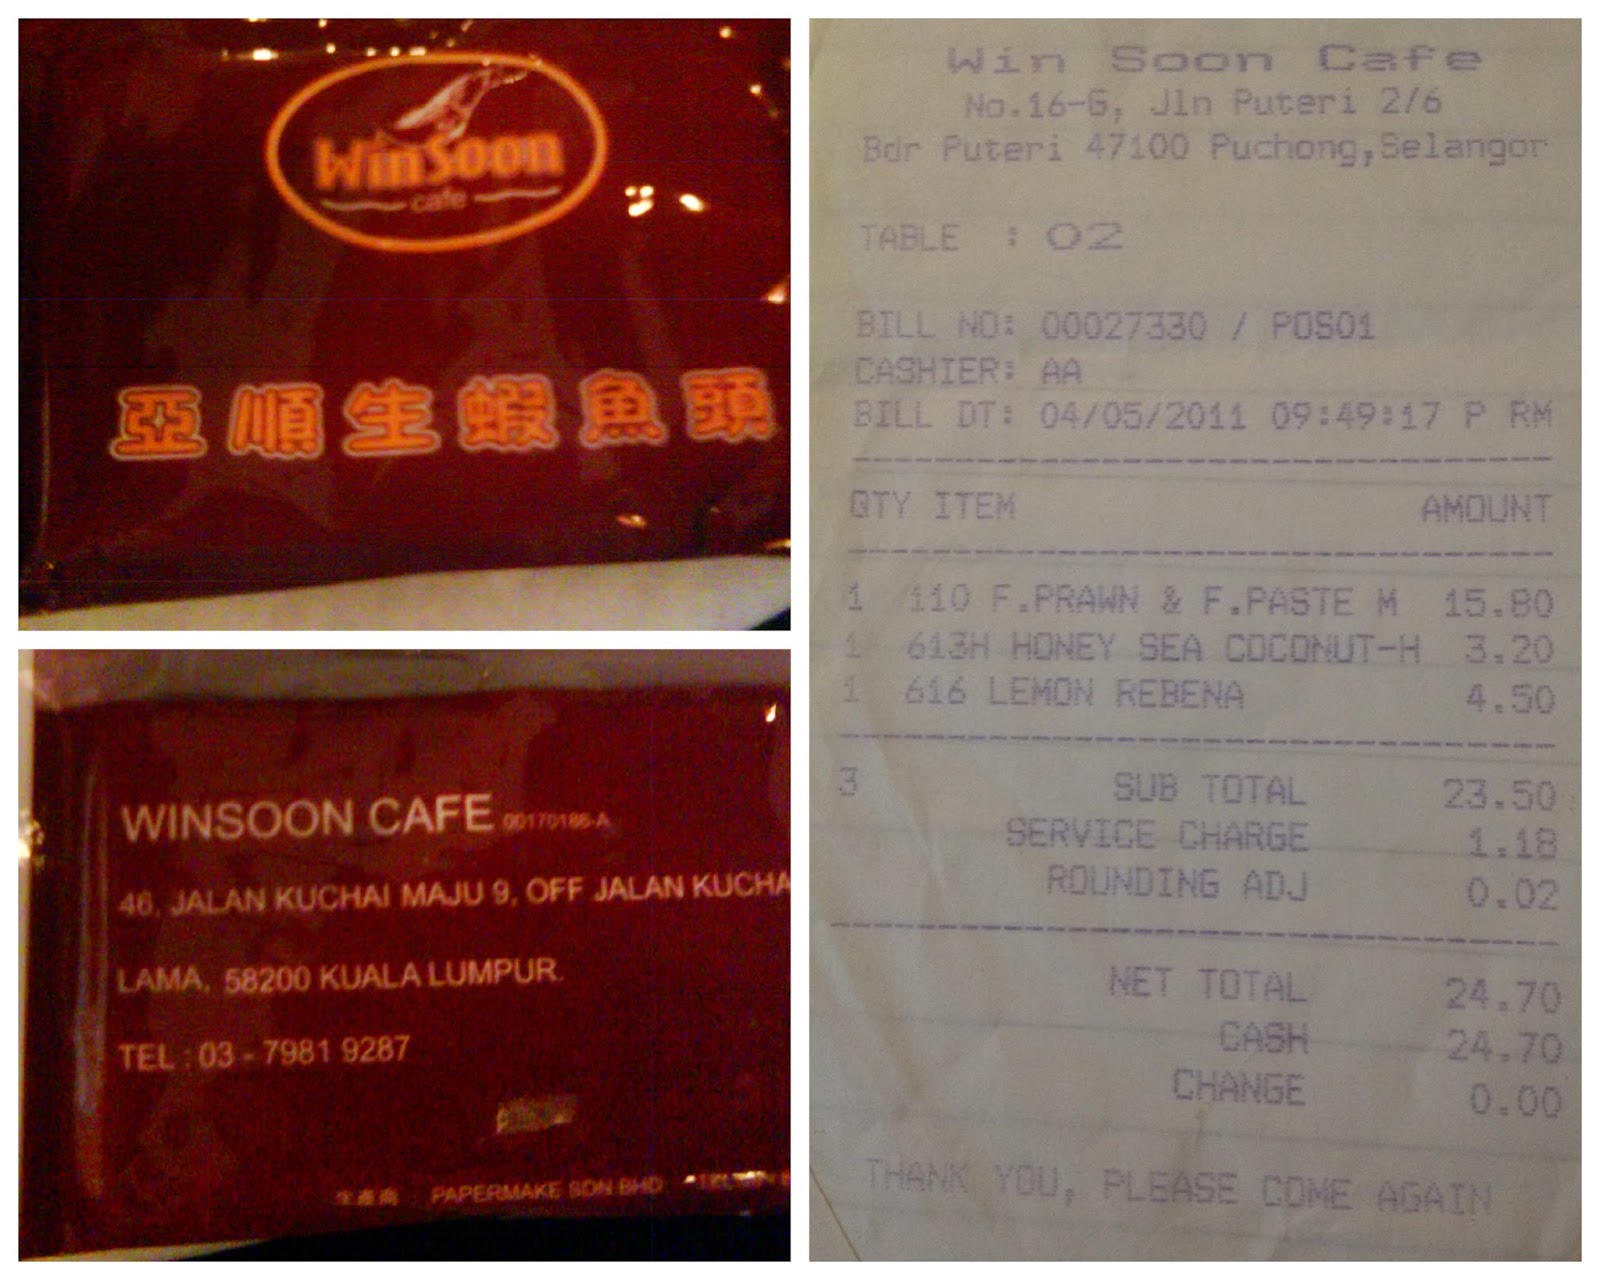 WinSoon
cafe
亞順生蝦魚頭
WINSOON CAFE 00170186-A
46, JALAN KUCHAI MAJU 9, OFF JALAN KUCHA
LAMA, 58200 KUALA LUMPUR.
TEL : 03 - 7981 9287
生產商 : PAPERMAKE SDN BHD
Win Soon Cafe
No.16-G, Jln Puteri 2/6
Bdr Puteri 47100 Puchong,Selangor
TABLE : 02
BILL NO: 00027330 / POS01
CASHIER: AA
BILL DT: 04/05/2011 09:49:17 P RM
QTY ITEM AMOUNT
1 110 F.PRAWN & F.PASTE M 15.80
1 613H HONEY SEA COCONUT-H 3.20
1 616 LEMON REBENA 4.50
3 SUB TOTAL 23.50
SERVICE CHARGE 1.18
ROUNDING ADJ 0.02
NET TOTAL 24.70
CASH 24.70
CHANGE 0.00
THANK YOU, PLEASE COME AGAIN